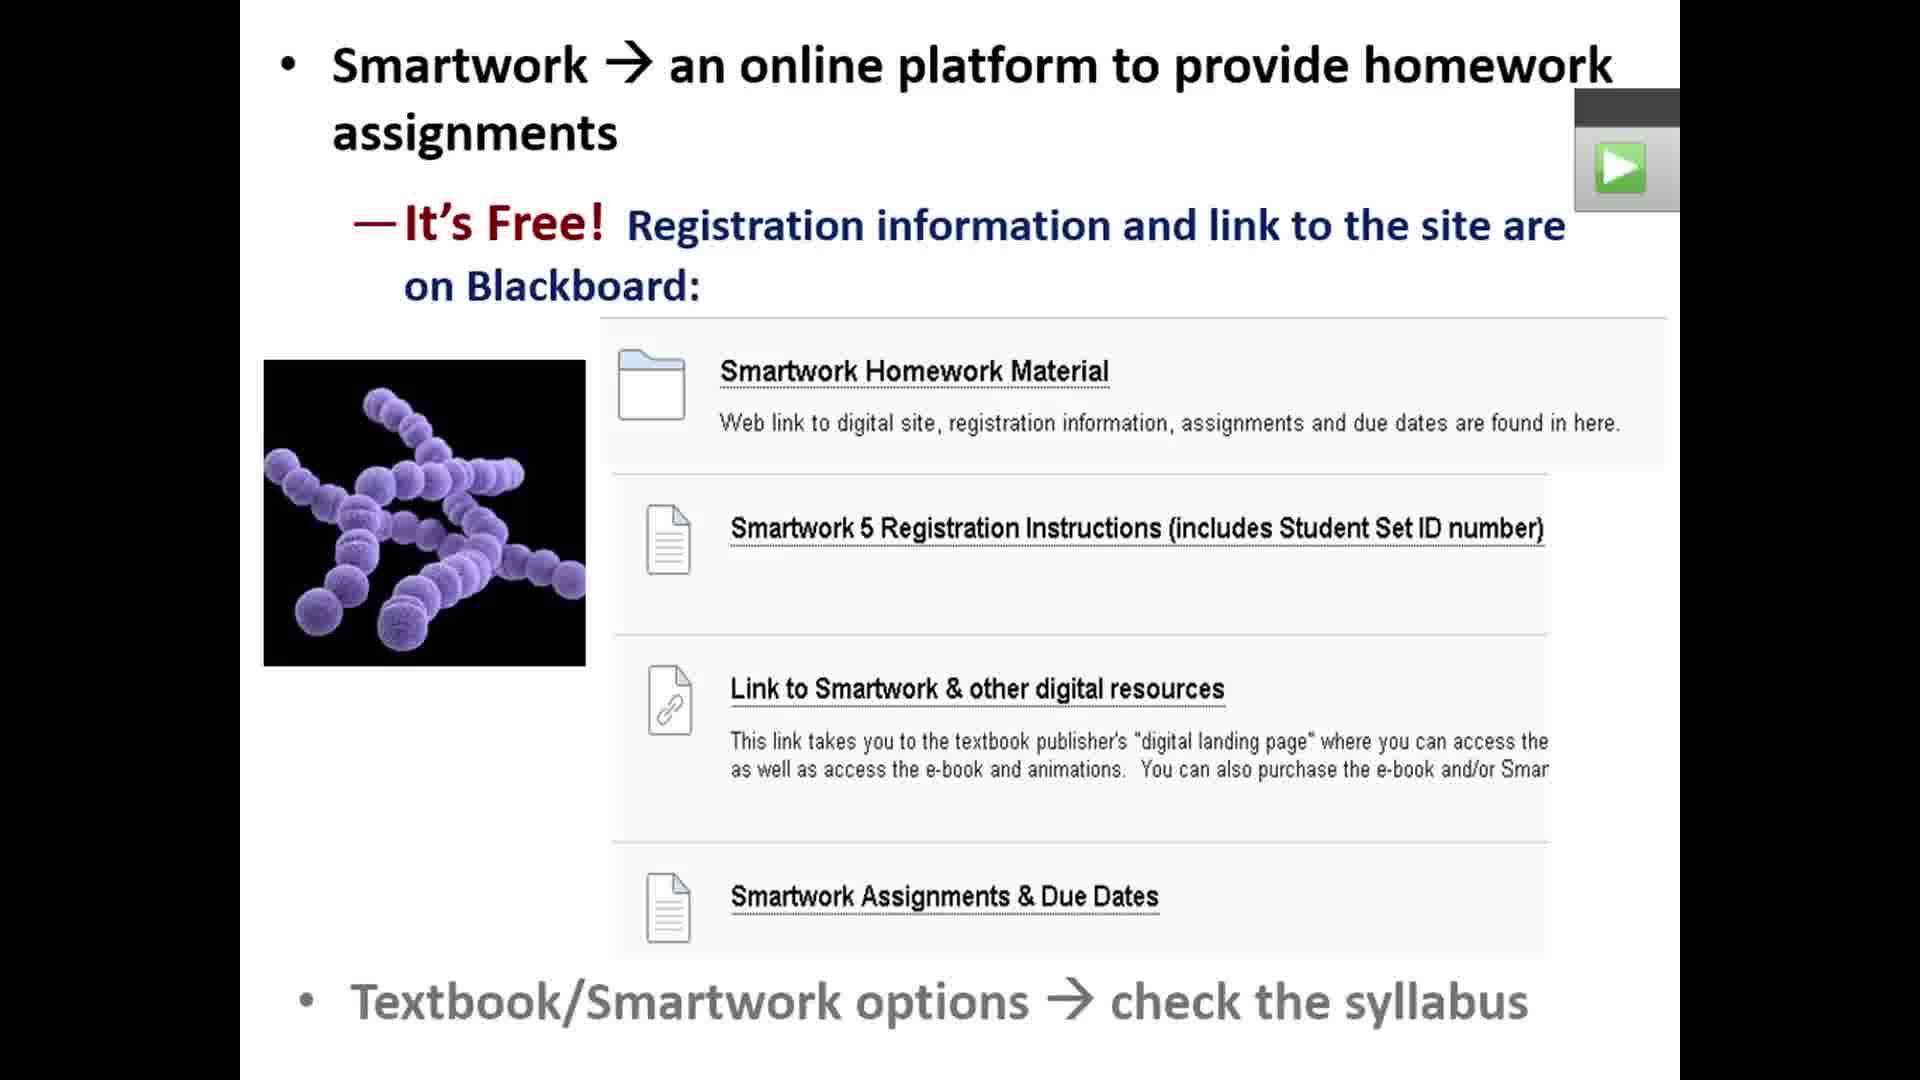 • Smartwork → an online platform to provide homework
assignments
—It's Free! Registration information and link to the site are
on Blackboard:
Smartwork Homework Material
Web link to digital site, registration information, assignments and due dates are found in here.
Smartwork 5 Registration Instructions (includes Student Set ID number)
Link to Smartwork & other digital resources
This link takes you to the textbook publisher's "digital landing page" where you can access the
as well as access the e-book and animations. You can also purchase the e-book and/or
Smartwork Assignments & Due Dates
• Textbook/Smartwork options → check the syllabus